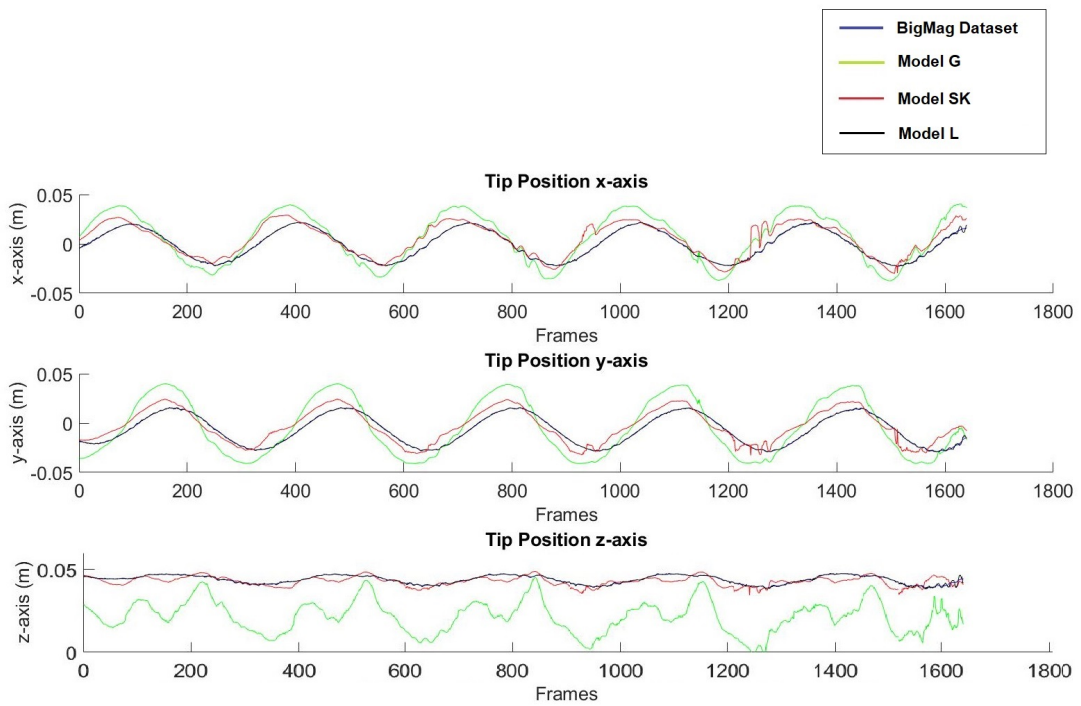 BigMag Dataset
Model G
Model SK
Model L
Tip Position x-axis
x-axis (m)
0.05
0
-0.05
0 200 400 600 800 1000 1200 1400 1600 1800
Frames
Tip Position y-axis
y-axis (m)
0.05
0
-0.05
0 200 400 600 800 1000 1200 1400 1600 1800
Frames
Tip Position z-axis
z-axis (m)
0.05
0
0 200 400 600 800 1000 1200 1400 1600 1800
Frames